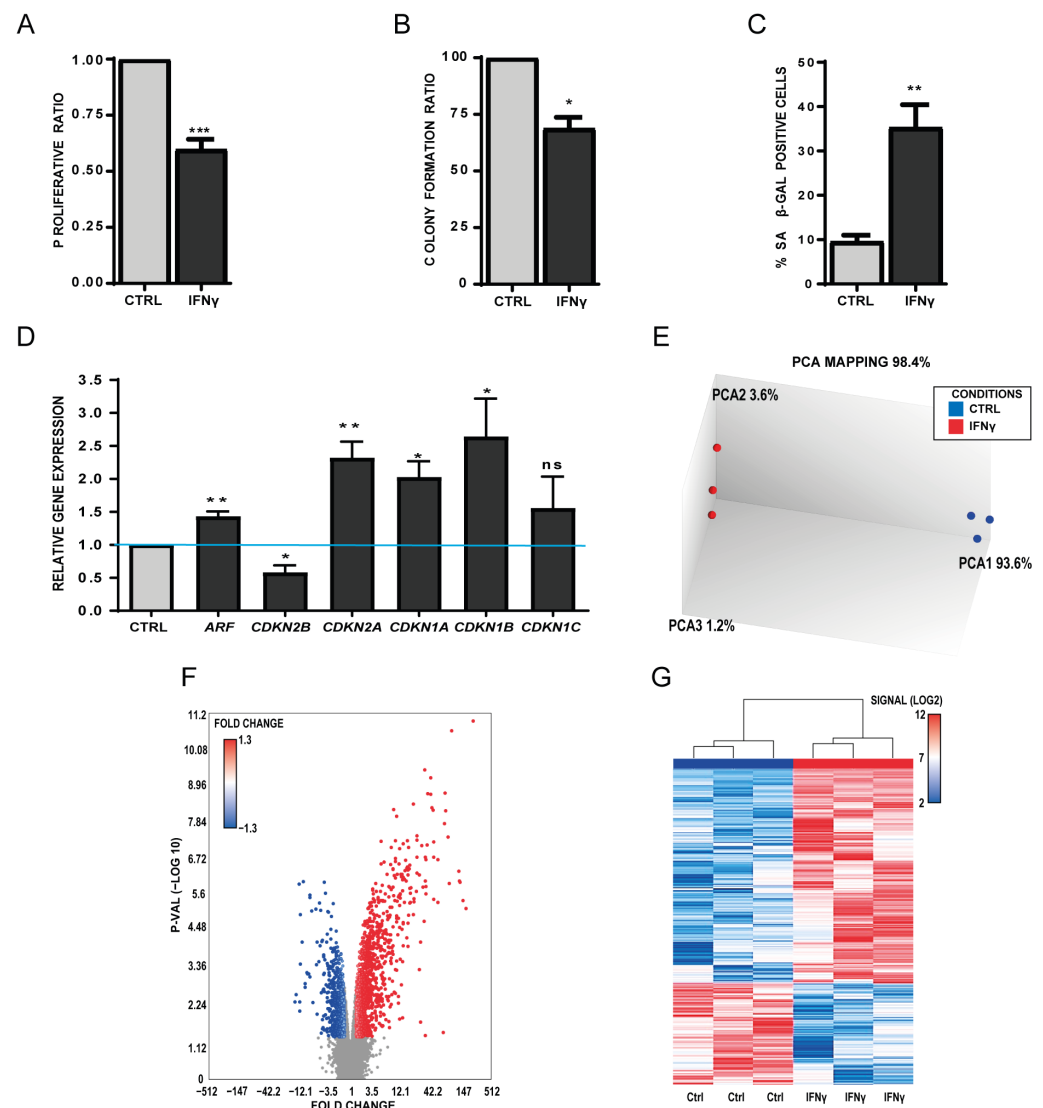 A
P ROLIFERATIVE RATIO
1.00
0.75
0.50
0.25
0.00
***
CTRL IFNγ
B
C OLONY FORMATION RATIO
100
75
50
25
0
*
CTRL IFNγ
C
% SA β-GAL POSITIVE CELLS
50
40
30
20
10
0
**
CTRL IFNγ
D
RELATIVE GENE EXPRESSION
3.5
3.0
2.5
2.0
1.5
1.0
0.5
0.0
** * ** * * ns
CTRL ARF CDKN2B CDKN2A CDKN1A CDKN1B CDKN1C
E
PCA MAPPING 98.4%
PCA2 3.6%
CONDITIONS
CTRL
IFNγ
PCA1 93.6%
PCA3 1.2%
F
P-VAL (−LOG 10)
11.2
10.08
8.96
7.84
6.72
5.6
4.48
3.36
2.24
1.12
0
FOLD CHANGE
1.3
−1.3
−512 −147 −42.2 −12.1 −3.5 1 3.5 12.1 42.2 147 512
FOLD CHANGE
G
SIGNAL (LOG2)
12
7
2
Ctrl Ctrl Ctrl IFNγ IFNγ IFNγ